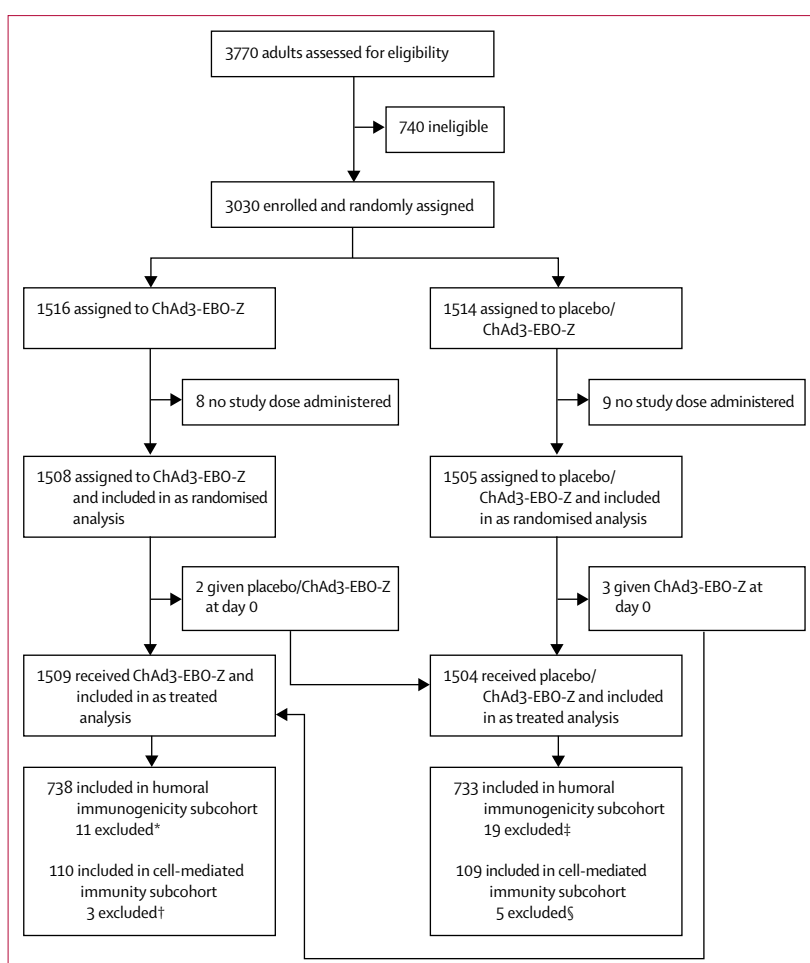 3770 adults assessed for eligibility
740 ineligible
3030 enrolled and randomly assigned
1516 assigned to ChAd3-EBO-Z
1514 assigned to placebo/
ChAd3-EBO-Z
8 no study dose administered
9 no study dose administered
1508 assigned to ChAd3-EBO-Z
and included in as randomised
analysis
1505 assigned to placebo/
ChAd3-EBO-Z and included
in as randomised analysis
2 given placebo/ChAd3-EBO-Z
at day 0
3 given ChAd3-EBO-Z at
day 0
1509 received ChAd3-EBO-Z and
included in as treated
analysis
1504 received placebo/
ChAd3-EBO-Z and included
in as treated analysis
738 included in humoral
immunogenicity subcohort
11 excluded*
110 included in cell-mediated
immunity subcohort
3 excluded†
733 included in humoral
immunogenicity subcohort
19 excluded‡
109 included in cell-mediated
immunity subcohort
5 excluded§